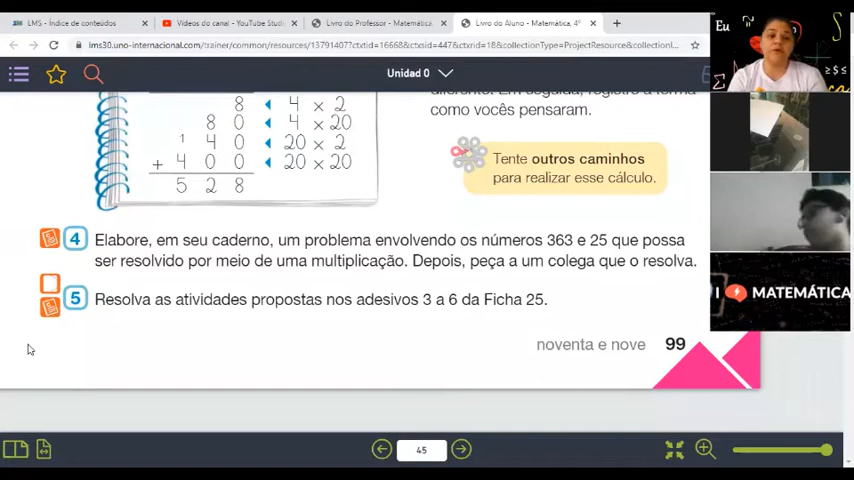 LMS - Índice de conteúdos
Vídeos do canal - YouTube Studio
Livro do Professor - Matemática,
Livro do Aluno - Matemática, 4º
lms30.uno-internacional.com/trainer/common/resources/13791407?ctxtid=16668&ctxsid=447&ctxrid=18&collectionType=ProjectResource&collectionI
Unidad 0
8 4 x 2
8 0 4 x 20
1
4 0 20 x 2
+ 4 0 0 20 x 20
5 2 8
diferente. Em seguida, registre a forma
como vocês pensaram.
Tente outros caminhos
para realizar esse cálculo.
4 Elabore, em seu caderno, um problema envolvendo os números 363 e 25 que possa
ser resolvido por meio de uma multiplicação. Depois, peça a um colega que o resolva.
5 Resolva as atividades propostas nos adesivos 3 a 6 da Ficha 25.
noventa e nove 99
45
Eu
I MATEMÁTICA